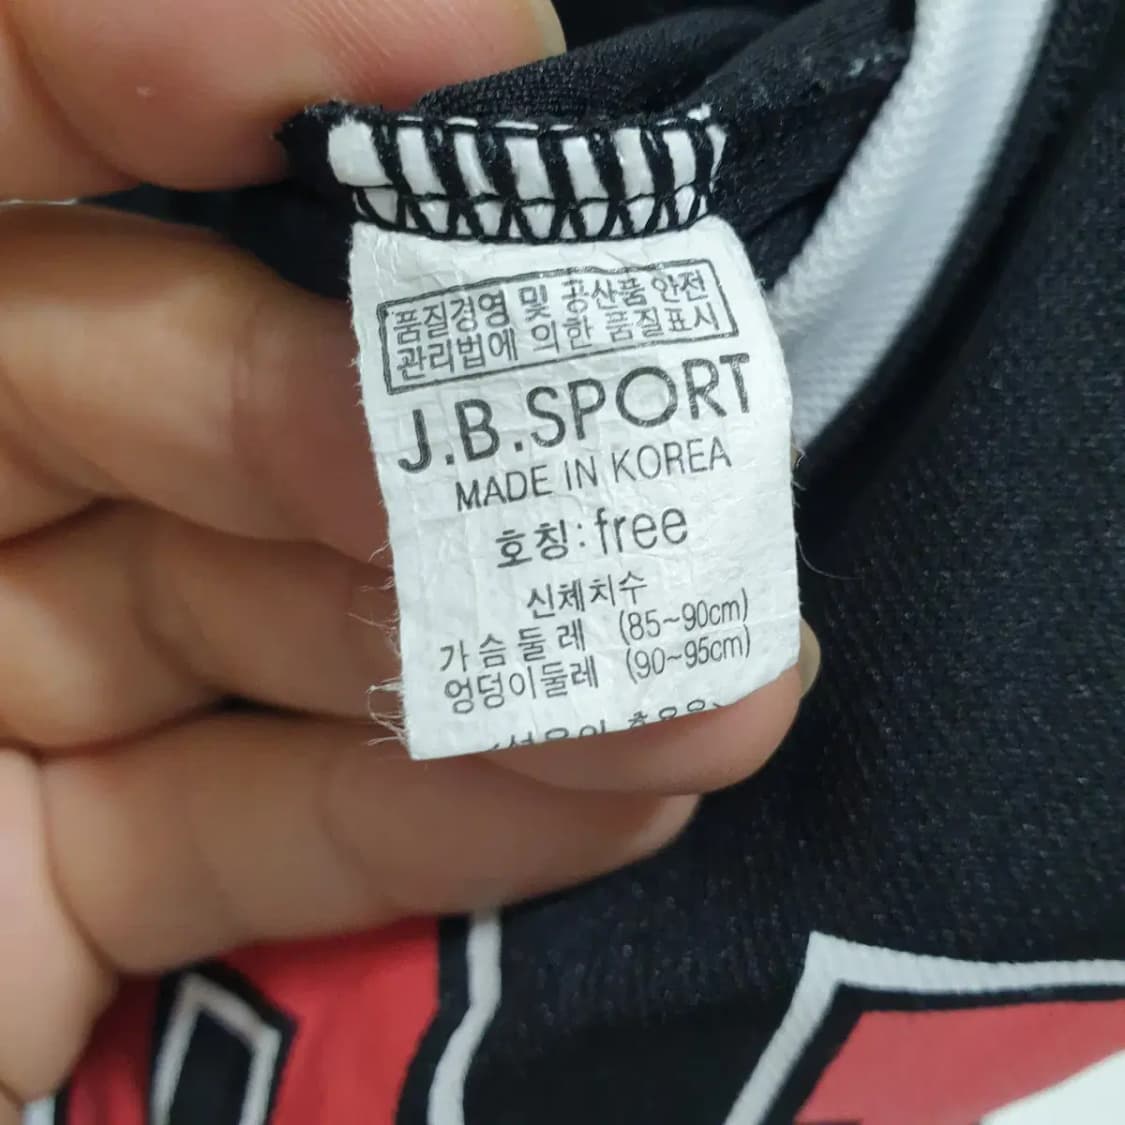 품질경영 및 공산품 안전
관리법에 의한 품질표시
J.B.SPORT
MADE IN KOREA
호칭: free
신체치수
가슴둘레 (85~90cm)
엉덩이둘레 (90~95cm)